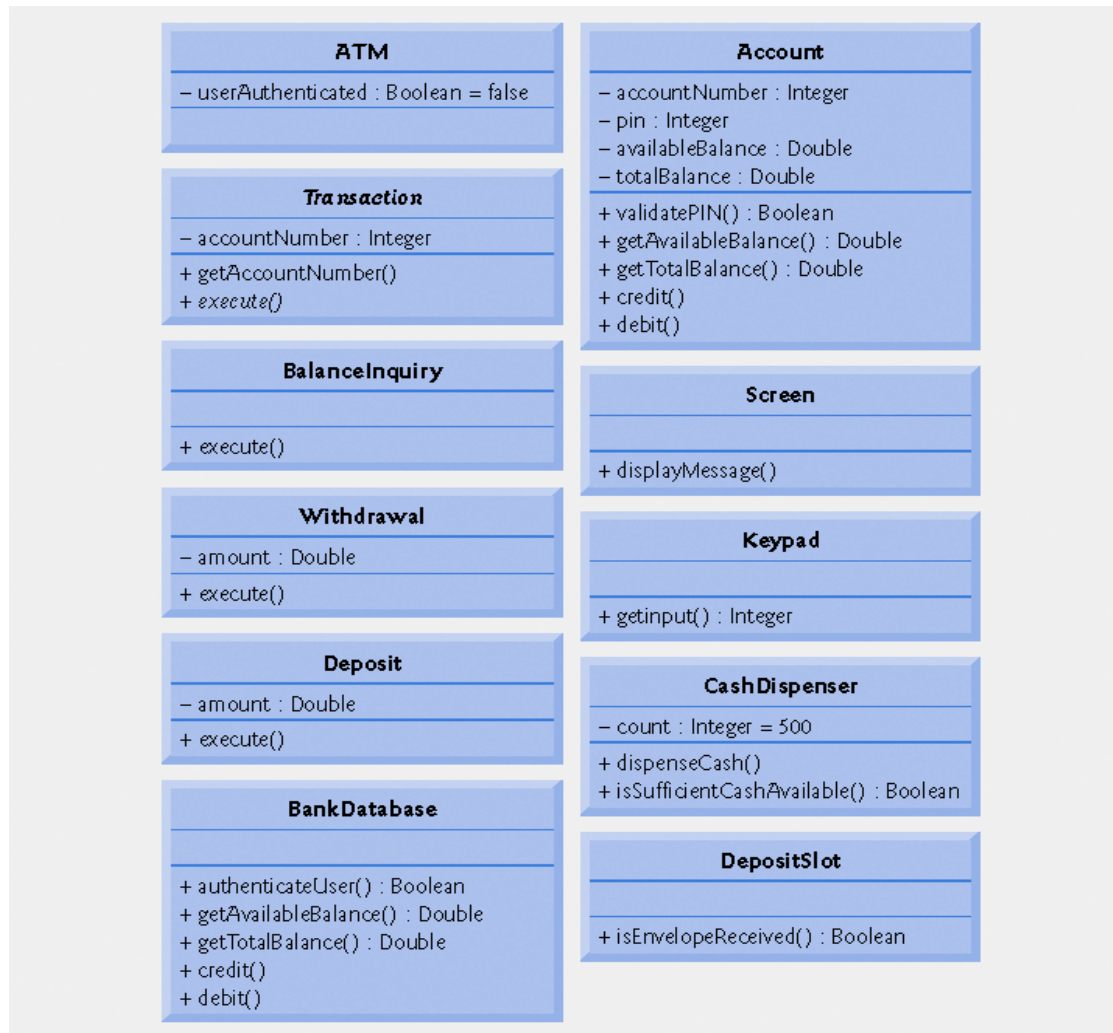 ATM
– userAuthenticated : Boolean = false
Transaction
– accountNumber : Integer
+ getAccountNumber()
+ execute()
BalanceInquiry
+ execute()
Withdrawal
– amount : Double
+ execute()
Deposit
– amount : Double
+ execute()
BankDatabase
+ authenticateUser() : Boolean
+ getAvailableBalance() : Double
+ getTotalBalance() : Double
+ credit()
+ debit()
Account
– accountNumber : Integer
– pin : Integer
– availableBalance : Double
– totalBalance : Double
+ validatePIN() : Boolean
+ getAvailableBalance() : Double
+ getTotalBalance() : Double
+ credit()
+ debit()
Screen
+ displayMessage()
Keypad
+ getinput() : Integer
CashDispenser
– count : Integer = 500
+ dispenseCash()
+ isSufficientCashAvailable() : Boolean
DepositSlot
+ isEnvelopeReceived() : Boolean